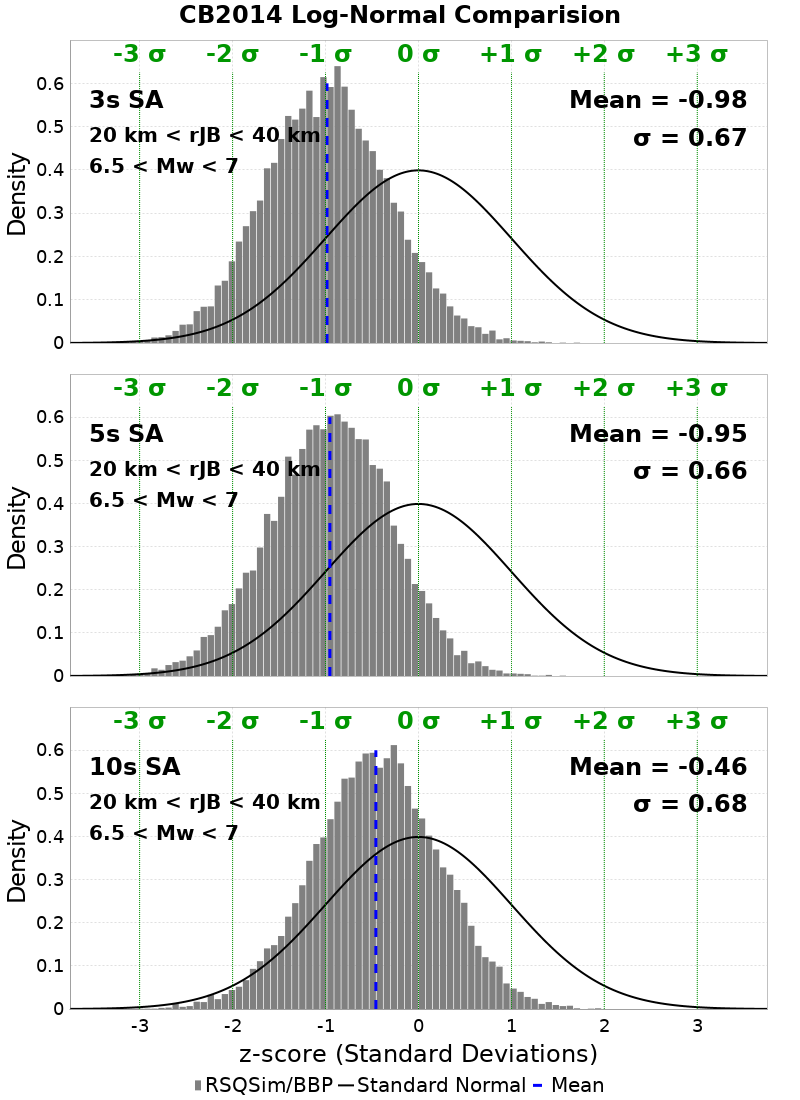 CB2014 Log-Normal Comparision
-3 σ -2 σ -1 σ 0 σ +1 σ +2 σ +3 σ
3s SA
20 km < rJB < 40 km
6.5 < Mw < 7
Mean = -0.98
σ = 0.67
Density
0.6
0.5
0.4
0.3
0.2
0.1
0
-3 σ -2 σ -1 σ 0 σ +1 σ +2 σ +3 σ
5s SA
20 km < rJB < 40 km
6.5 < Mw < 7
Mean = -0.95
σ = 0.66
Density
0.6
0.5
0.4
0.3
0.2
0.1
0
-3 σ -2 σ -1 σ 0 σ +1 σ +2 σ +3 σ
10s SA
20 km < rJB < 40 km
6.5 < Mw < 7
Mean = -0.46
σ = 0.68
Density
0.6
0.5
0.4
0.3
0.2
0.1
0
-3 -2 -1 0 1 2 3
z-score (Standard Deviations)
RSQSim/BBP Standard Normal Mean